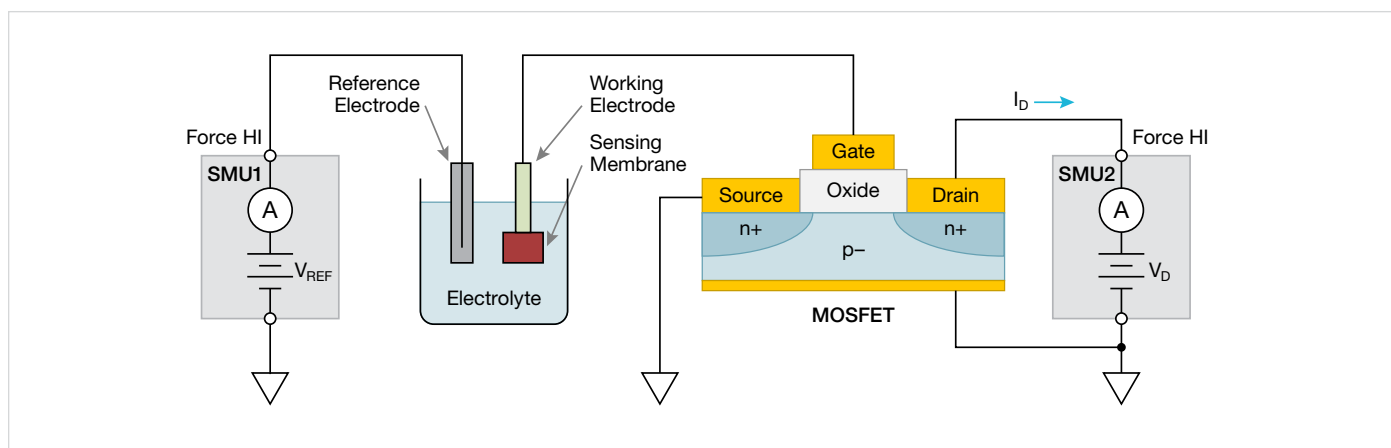 Reference
Electrode
Working
Electrode
Sensing
Membrane
I_D
Force HI
SMU1
A
V_REF
Electrolyte
Gate
Source
Oxide
Drain
n+
n+
p–
MOSFET
Force HI
SMU2
A
V_D